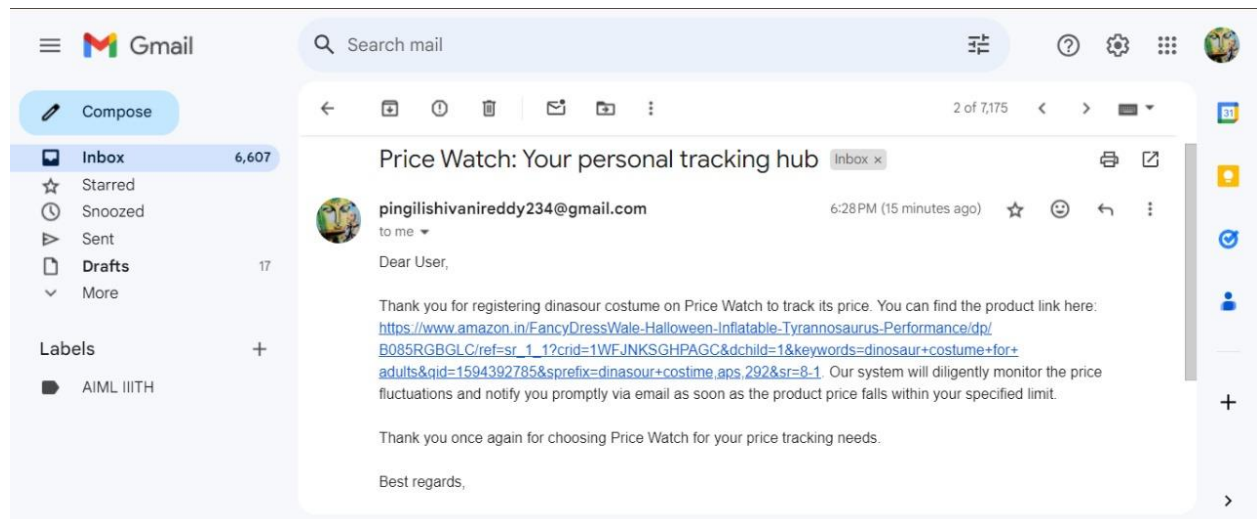 Gmail
Search mail
Compose
2 of 7,175
31
Inbox 6,607
Starred
Snoozed
Sent
Drafts 17
More
Labels
AIML IIITH
Price Watch: Your personal tracking hub Inbox ×
pingilishivanireddy234@gmail.com 6:28 PM (15 minutes ago)
to me
Dear User,
Thank you for registering dinasour costume on Price Watch to track its price. You can find the product link here:
https://www.amazon.in/FancyDressWale-Halloween-Inflatable-Tyrannosaurus-Performance/dp/
B085RGBGLC/ref=sr_1_1?crid=1WFJNKSGHPAGC&dchild=1&keywords=dinosaur+costume+for+
adults&qid=1594392785&sprefix=dinasour+costime,aps,292&sr=8-1. Our system will diligently monitor the price
fluctuations and notify you promptly via email as soon as the product price falls within your specified limit.
Thank you once again for choosing Price Watch for your price tracking needs.
Best regards,